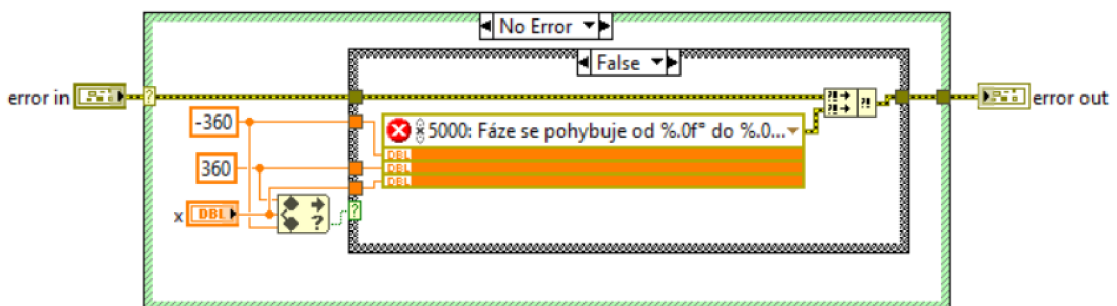 No Error
False
error in
-360
5000: Fáze se pohybuje od %.0f° do %.0...
error out
DBL
360
DBL
DBL
x DBL
?
?
?
?! ?! ?!